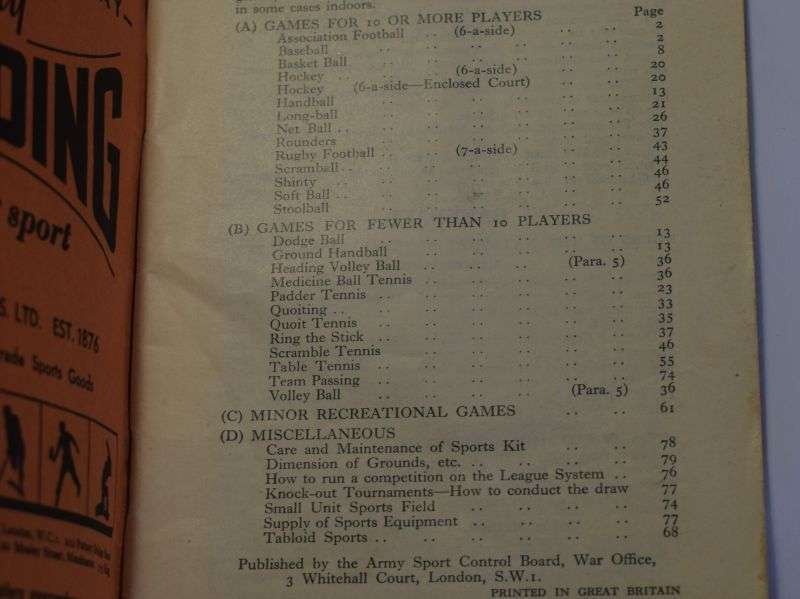 in some cases indoors.
Page
(A) GAMES FOR 10 OR MORE PLAYERS
Association Football .. (6-a-side) .. .. 2
Baseball .. .. .. .. .. 2
Basket Ball .. .. .. .. .. 8
Hockey .. .. (6-a-side) .. .. 20
Hockey (6-a-side—Enclosed Court) .. .. 20
Handball .. .. .. .. .. 13
Long-ball .. .. .. .. .. 21
Net Ball .. .. .. .. .. 26
Rounders .. .. .. .. .. 37
Rugby Football .. .. (7-a-side) .. .. 43
Scramball .. .. .. .. .. 44
Shinty .. .. .. .. .. 46
Soft Ball .. .. .. .. .. 46
Stoolball .. .. .. .. .. 52
(B) GAMES FOR FEWER THAN 10 PLAYERS
Dodge Ball .. .. .. .. .. 13
Ground Handball .. .. .. .. .. 13
Heading Volley Ball .. .. .. (Para. 5) 36
Medicine Ball Tennis .. .. .. .. .. 36
Padder Tennis .. .. .. .. .. 23
Quoiting .. .. .. .. .. 33
Quoit Tennis .. .. .. .. .. 35
Ring the Stick .. .. .. .. .. 37
Scramble Tennis .. .. .. .. 46
Table Tennis .. .. .. .. .. 55
Team Passing .. .. .. .. .. 74
Volley Ball .. .. .. (Para. 5) 36
(C) MINOR RECREATIONAL GAMES .. .. 61
(D) MISCELLANEOUS
Care and Maintenance of Sports Kit .. .. 78
Dimension of Grounds, etc. .. .. .. .. 79
How to run a competition on the League System .. 76
Knock-out Tournaments—How to conduct the draw 77
Small Unit Sports Field .. .. .. 74
Supply of Sports Equipment .. .. .. .. 77
Tabloid Sports .. .. .. .. .. 68
Published by the Army Sport Control Board, War Office,
3 Whitehall Court, London, S.W.1.
PRINTED IN GREAT BRITAIN
DING
sport
S. LTD. EST. 1876
Sports Goods
London, W.C.1